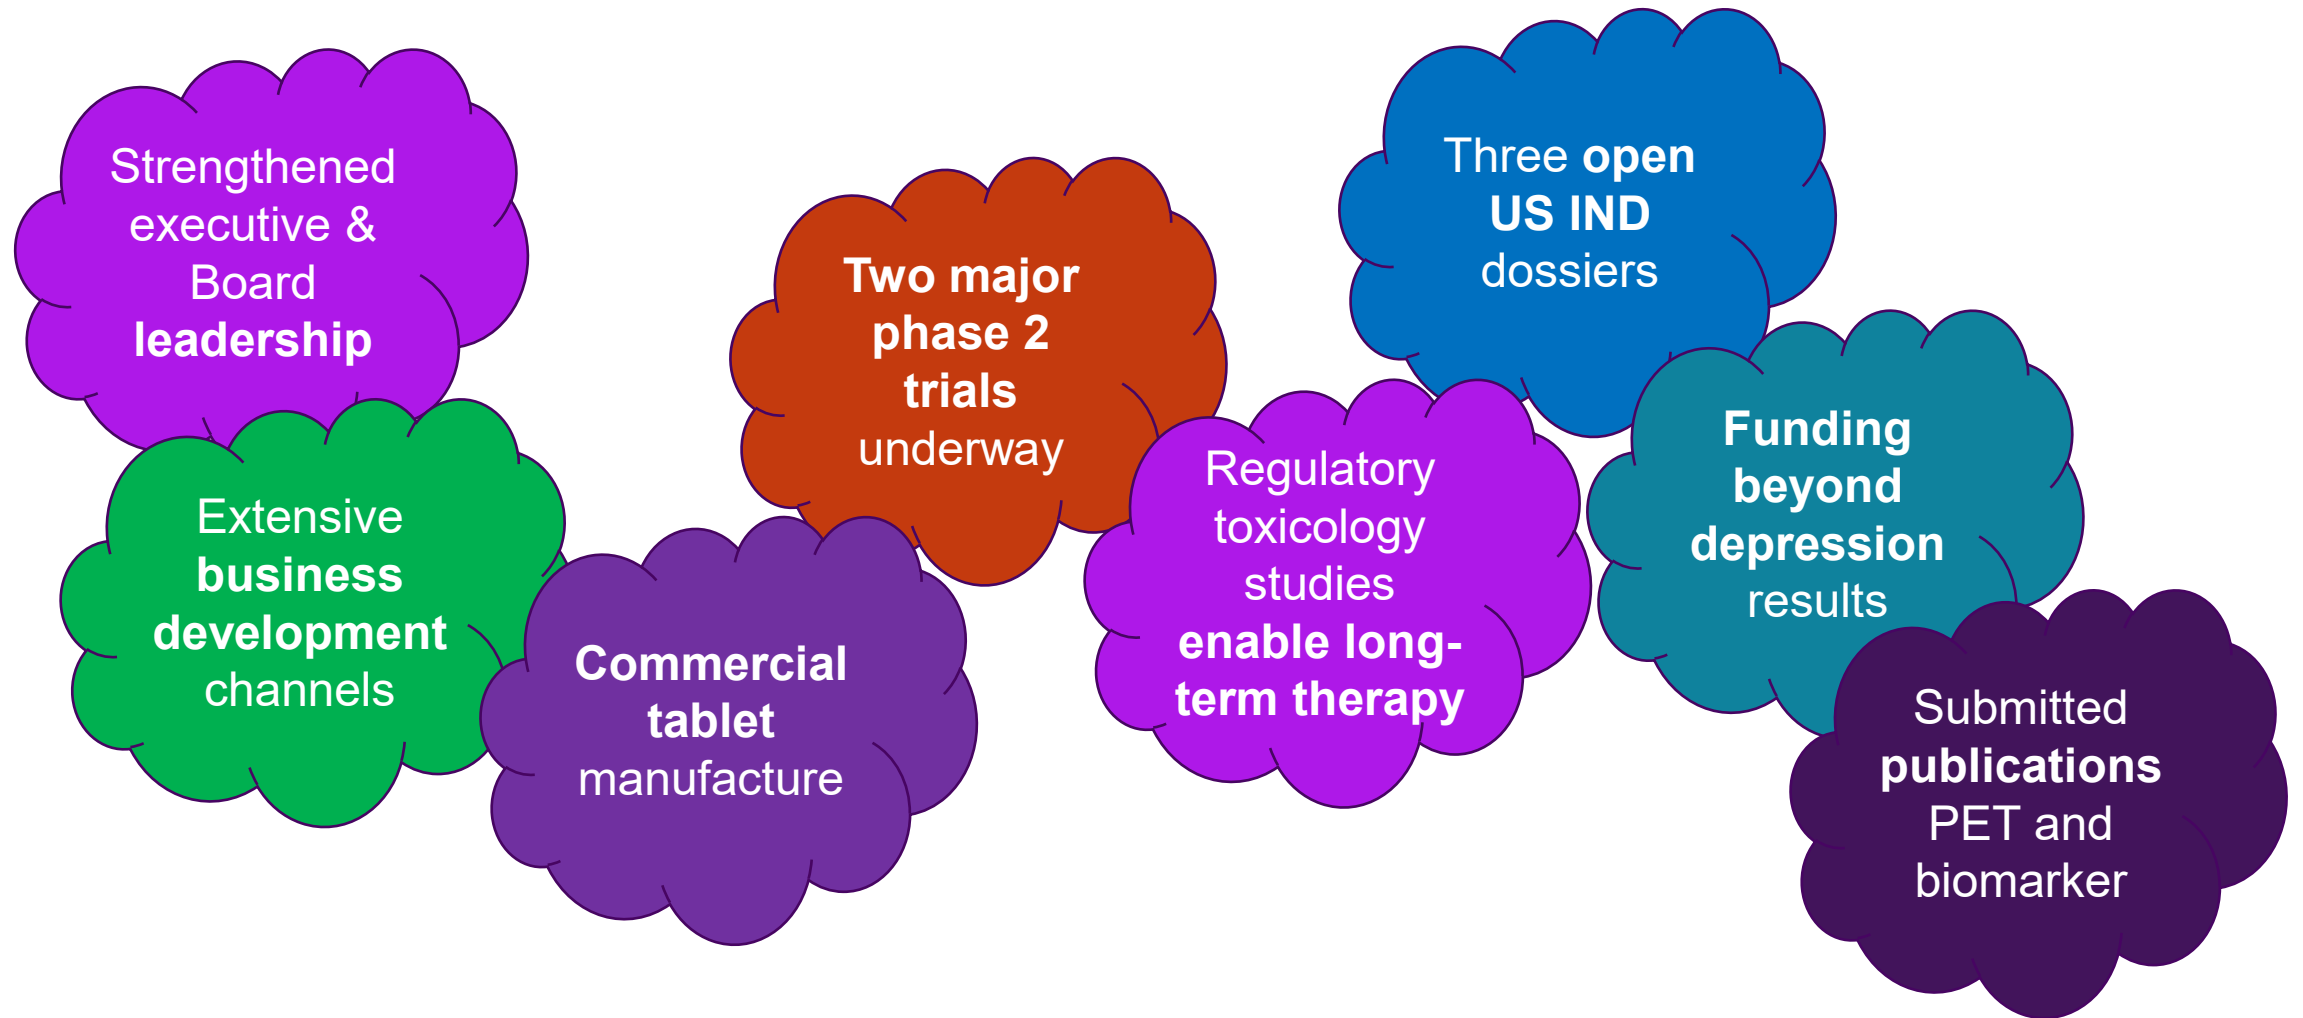 Strengthened
executive &
Board
leadership
Extensive
business
development
channels
Commercial
tablet
manufacture
Two major
phase 2
trials
underway
Regulatory
toxicology
studies
enable long-
term therapy
Three open
US IND
dossiers
Funding
beyond
depression
results
Submitted
publications
PET and
biomarker